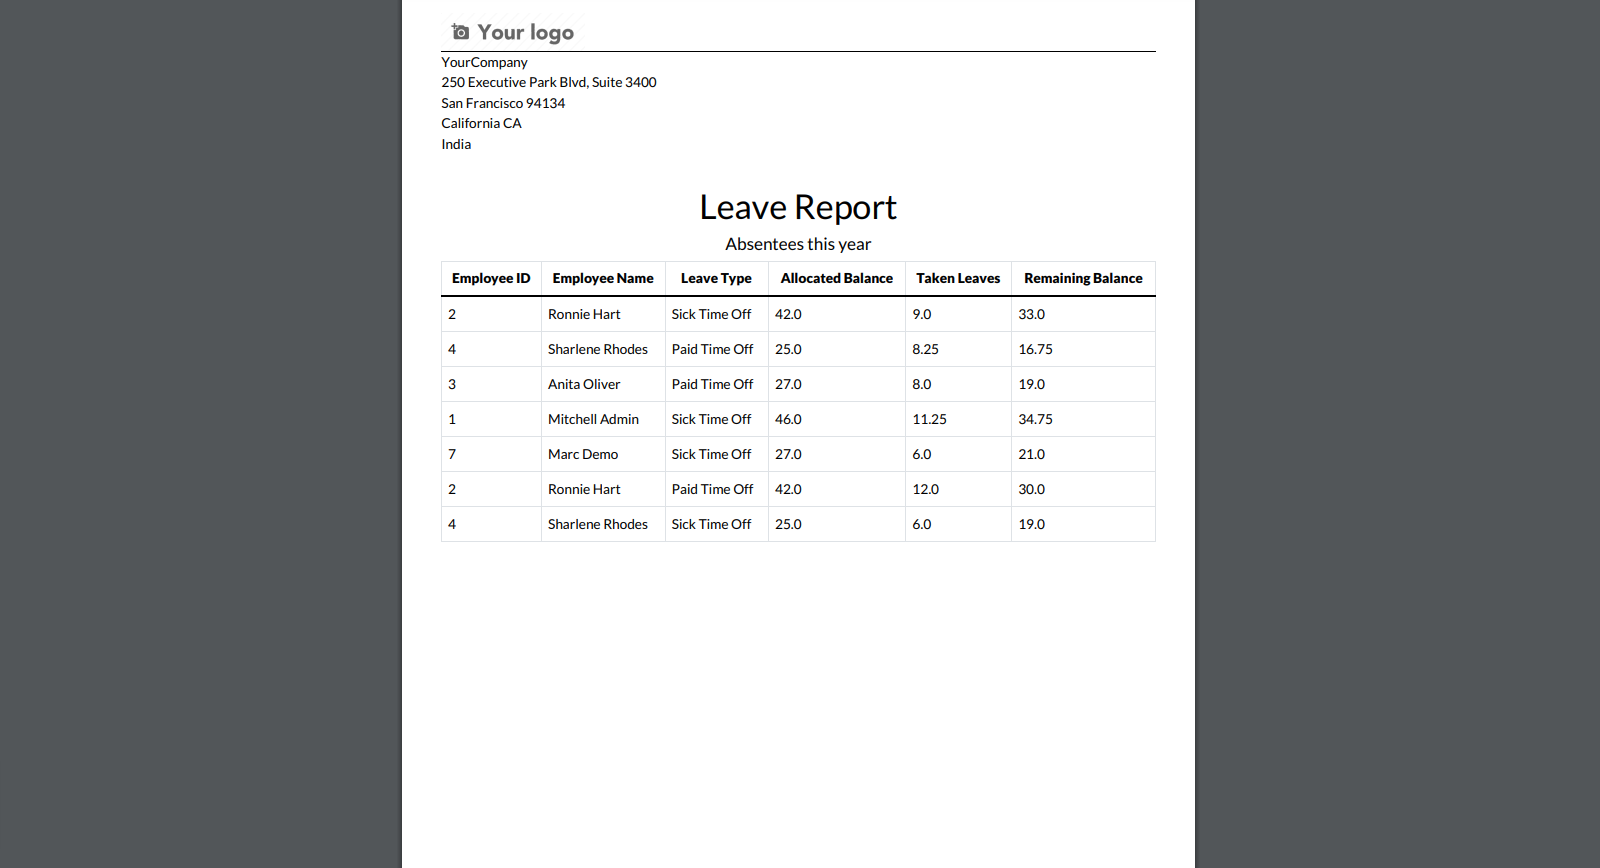 Your logo
YourCompany
250 Executive Park Blvd, Suite 3400
San Francisco 94134
California CA
India
Leave Report
Absentees this year
Employee ID Employee Name Leave Type Allocated Balance Taken Leaves Remaining Balance
2 Ronnie Hart Sick Time Off 42.0 9.0 33.0
4 Sharlene Rhodes Paid Time Off 25.0 8.25 16.75
3 Anita Oliver Paid Time Off 27.0 8.0 19.0
1 Mitchell Admin Sick Time Off 46.0 11.25 34.75
7 Marc Demo Sick Time Off 27.0 6.0 21.0
2 Ronnie Hart Paid Time Off 42.0 12.0 30.0
4 Sharlene Rhodes Sick Time Off 25.0 6.0 19.0